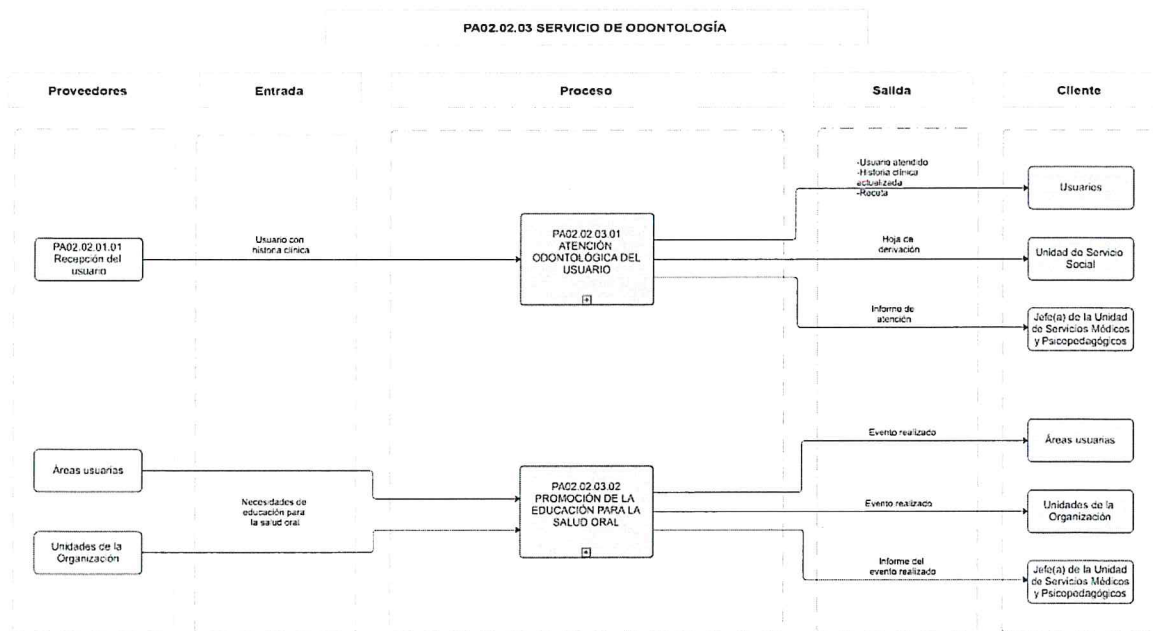 PA02.02.03 SERVICIO DE ODONTOLOGÍA
Proveedores
Entrada
Proceso
Salida
Cliente
-Usuario atendido
-Historia clínica
actualizada
-Receta
Usuarios
PA02.02.01.01
Recepción del
usuario
Usuario con
historia clínica
PA02.02.03.01
ATENCIÓN
ODONTOLÓGICA DEL
USUARIO
Hoja de
derivación
Unidad de Servicio
Social
Informe de
atención
Jefe(a) de la Unidad
de Servicios Médicos
y Psicopedagógicos
Áreas usuarias
Necesidades de
educación para
la salud oral
Unidades de la
Organización
PA02.02.03.02
PROMOCIÓN DE LA
EDUCACIÓN PARA LA
SALUD ORAL
Evento realizado
Áreas usuarias
Evento realizado
Unidades de la
Organización
Informe del
evento realizado
Jefe(a) de la Unidad
de Servicios Médicos
y Psicopedagógicos